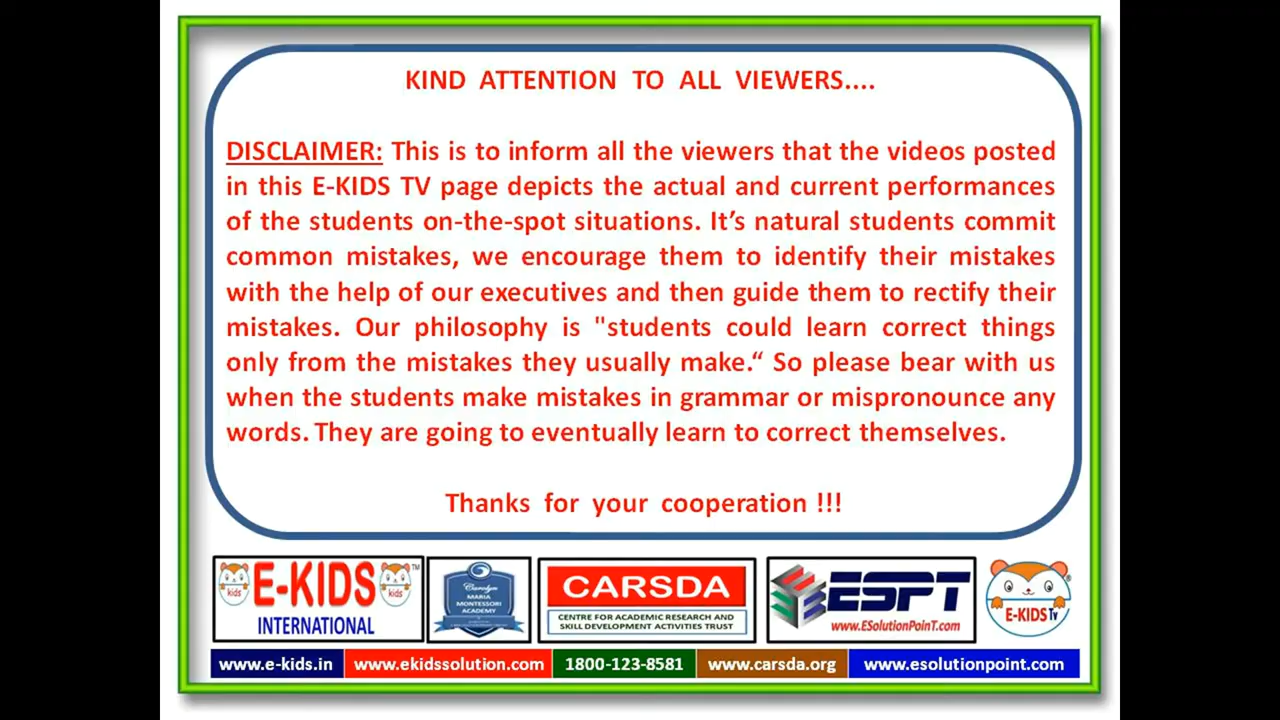 KIND ATTENTION TO ALL VIEWERS....
DISCLAIMER: This is to inform all the viewers that the videos posted
in this E-KIDS TV page depicts the actual and current performances
of the students on-the-spot situations. It’s natural students commit
common mistakes, we encourage them to identify their mistakes
with the help of our executives and then guide them to rectify their
mistakes. Our philosophy is "students could learn correct things
only from the mistakes they usually make.“ So please bear with us
when the students make mistakes in grammar or mispronounce any
words. They are going to eventually learn to correct themselves.
Thanks for your cooperation !!!
kids E-KIDS kids TM
INTERNATIONAL
Carolyn
MARIA
MONTESSORI
ACADEMY
CARSDA
CENTRE FOR ACADEMIC RESEARCH AND
SKILL DEVELOPMENT ACTIVITIES TRUST
ESPT
www.ESolutionPoinT.com
®
E-KIDS Tv
www.e-kids.in www.ekidssolution.com 1800-123-8581 www.carsda.org www.esolutionpoint.com